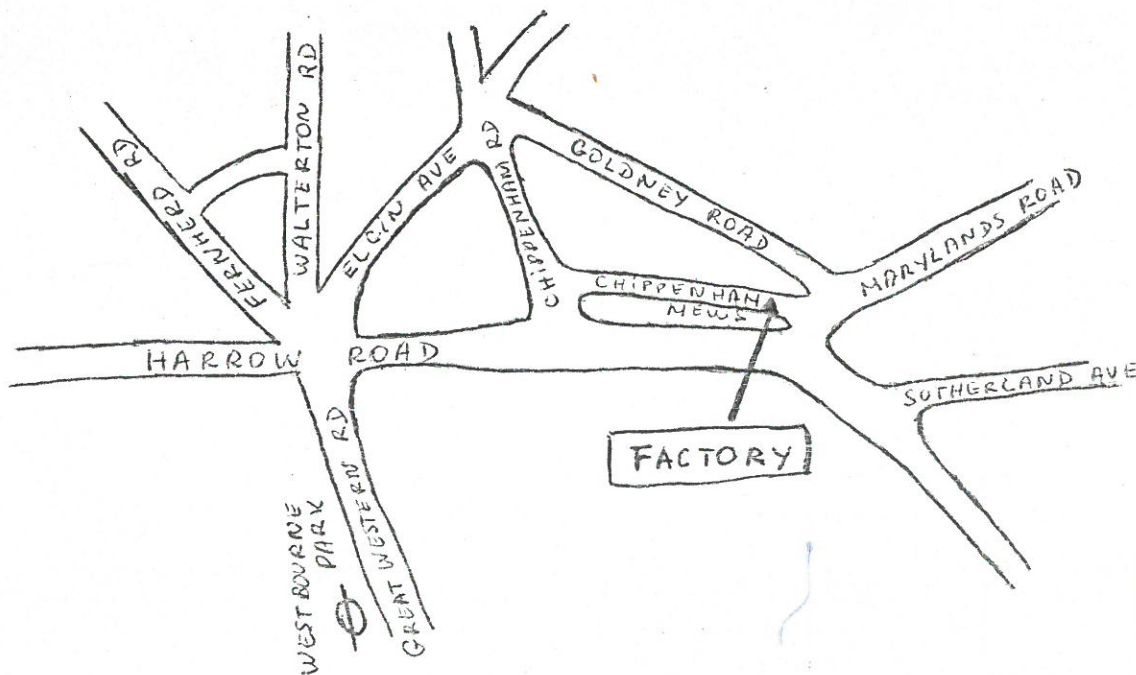 WALTERTON RD
FERNHERD RD
ELGIN AVE
CHIPPENHAM RD
GOLDNEY ROAD
MARYLANDS ROAD
CHIPPENHAM
MEWS
HARROW ROAD
SUTHERLAND AVE
FACTORY
GREAT WESTERN RD
WESTBOURNE
PARK